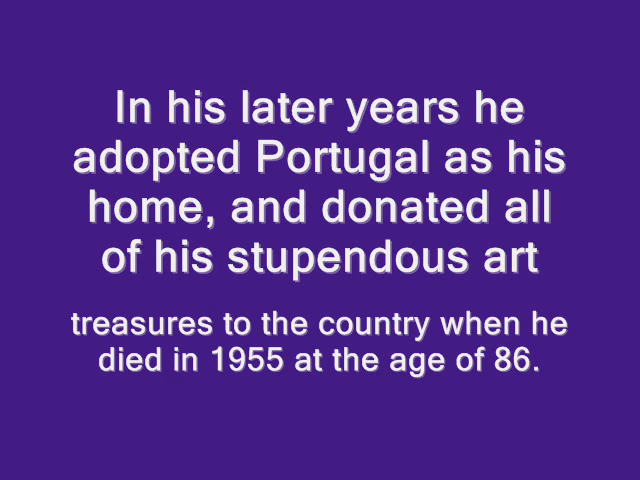 In his later years he
adopted Portugal as his
home, and donated all
of his stupendous art
treasures to the country when he
died in 1955 at the age of 86.